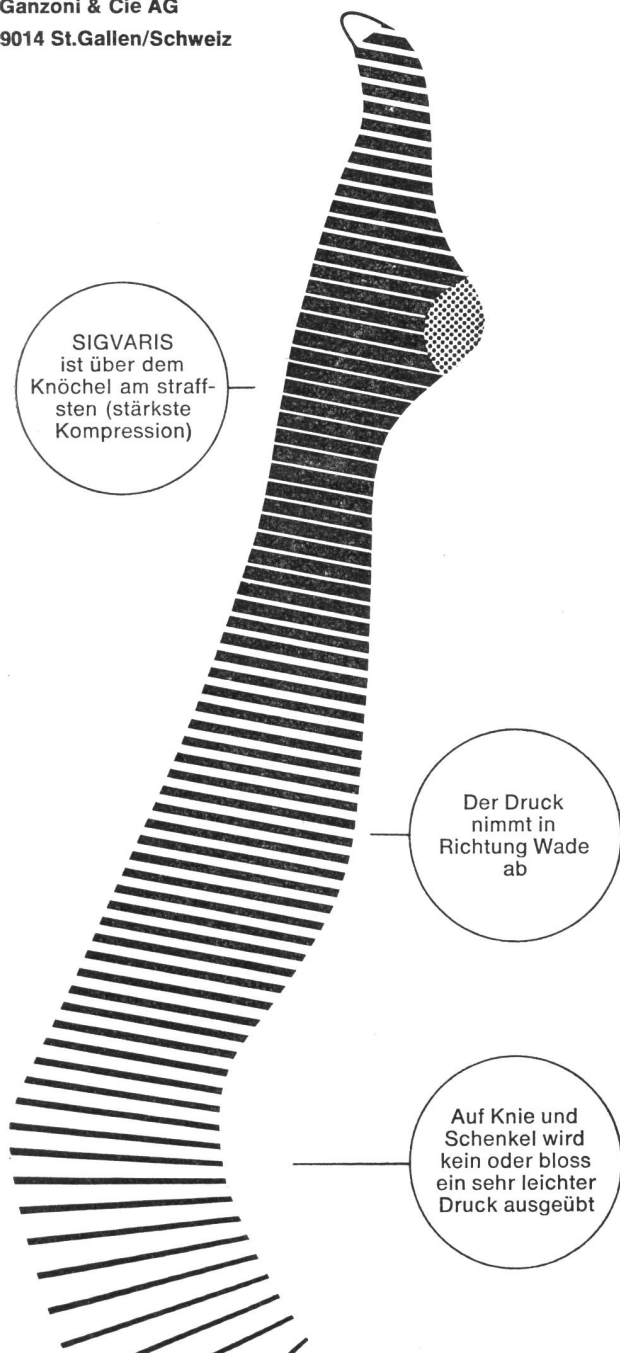 Ganzoni & Cie AG
9014 St.Gallen/Schweiz
SIGVARIS
ist über dem
Knöchel am straff-
sten (stärkste
Kompression)
Der Druck
nimmt in
Richtung Wade
ab
Auf Knie und
Schenkel wird
kein oder bloss
ein sehr leichter
Druck ausgeübt